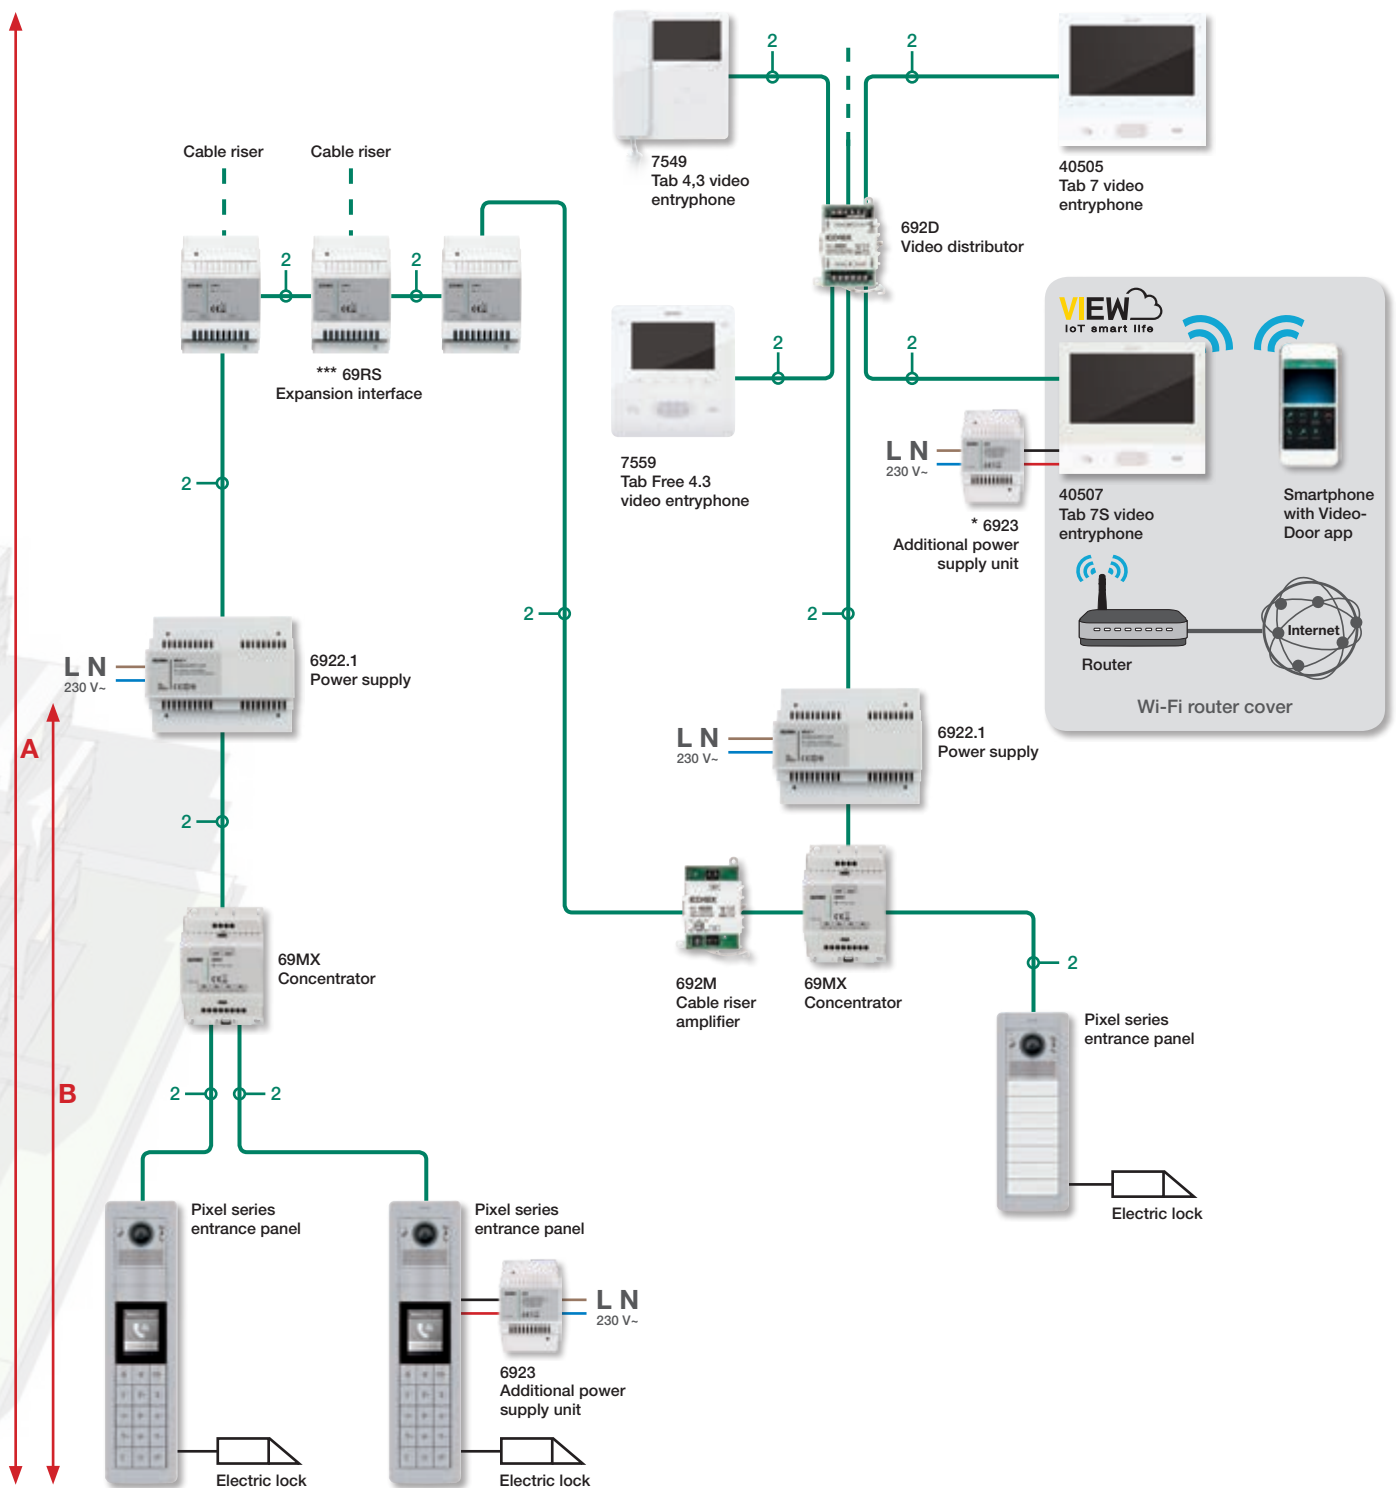 2
2
7549
Tab 4,3 video
entryphone
40505
Tab 7 video
entryphone
Cable riser
Cable riser
692D
Video distributor
2
2
*** 69RS
Expansion interface
VIEW
IoT smart life
2
2
7559
Tab Free 4.3
video entryphone
L N
230 V~
* 6923
Additional power
supply unit
40507
Tab 7S video
entryphone
Smartphone
with Video-
Door app
2
2
2
Internet
Router
Wi-Fi router cover
L N
230 V~
6922.1
Power supply
A
L N
230 V~
6922.1
Power supply
2
69MX
Concentrator
692M
Cable riser
amplifier
69MX
Concentrator
2
Pixel series
entrance panel
B
2
2
Electric lock
Pixel series
entrance panel
Pixel series
entrance panel
L N
230 V~
6923
Additional power
supply unit
Electric lock
Electric lock